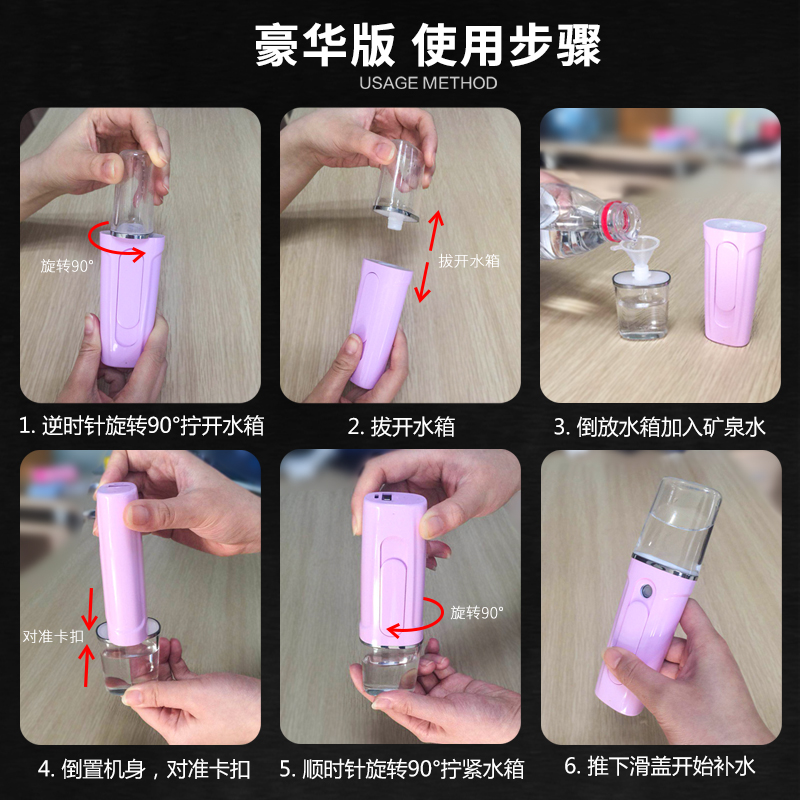 豪华版 使用步骤
USAGE METHOD
旋转90°
拔开水箱
1. 逆时针旋转90°拧开水箱
2. 拔开水箱
3. 倒放水箱加入矿泉水
对准卡扣
旋转90°
4. 倒置机身，对准卡扣
5. 顺时针旋转90°拧紧水箱
6. 推下滑盖开始补水